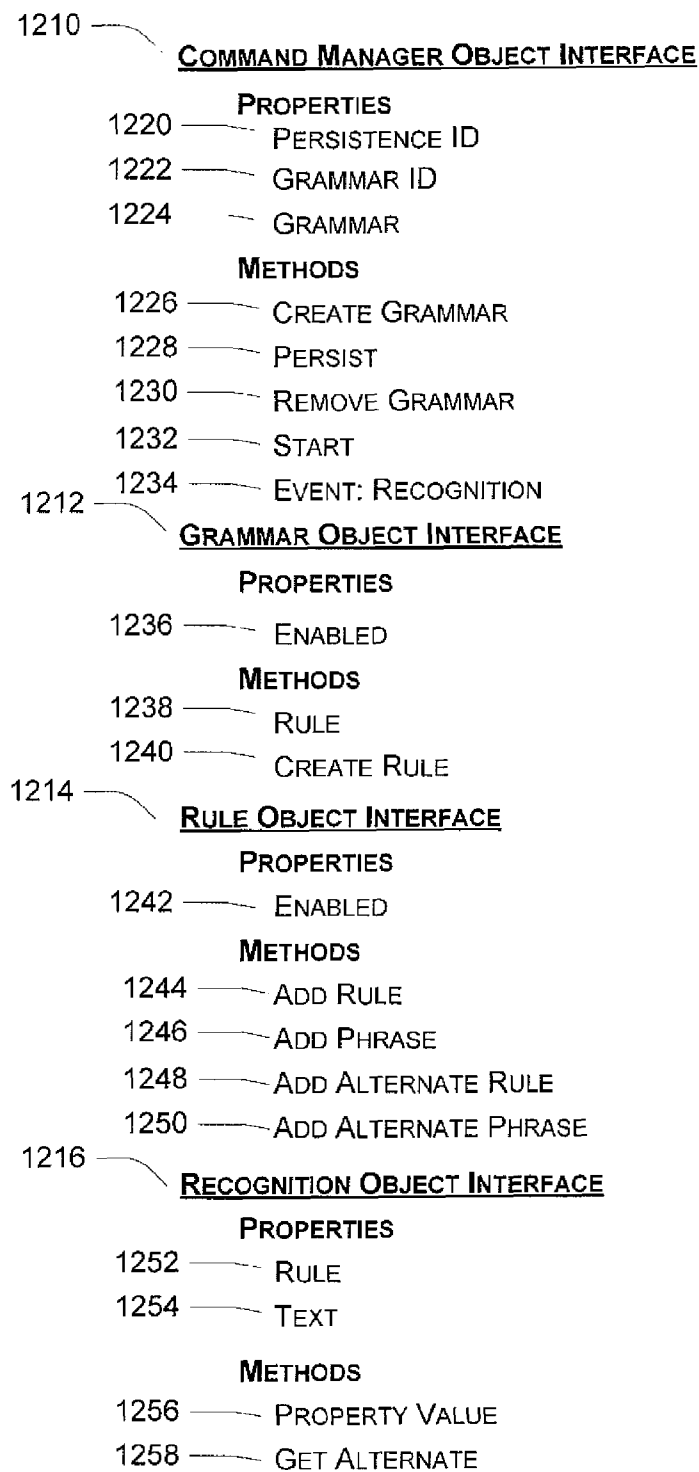 1210
COMMAND MANAGER OBJECT INTERFACE
PROPERTIES
1220 PERSISTENCE ID
1222 GRAMMAR ID
1224 GRAMMAR
METHODS
1226 CREATE GRAMMAR
1228 PERSIST
1230 REMOVE GRAMMAR
1232 START
1234 EVENT: RECOGNITION
1212
GRAMMAR OBJECT INTERFACE
PROPERTIES
1236 ENABLED
METHODS
1238 RULE
1240 CREATE RULE
1214
RULE OBJECT INTERFACE
PROPERTIES
1242 ENABLED
METHODS
1244 ADD RULE
1246 ADD PHRASE
1248 ADD ALTERNATE RULE
1250 ADD ALTERNATE PHRASE
1216
RECOGNITION OBJECT INTERFACE
PROPERTIES
1252 RULE
1254 TEXT
METHODS
1256 PROPERTY VALUE
1258 GET ALTERNATE